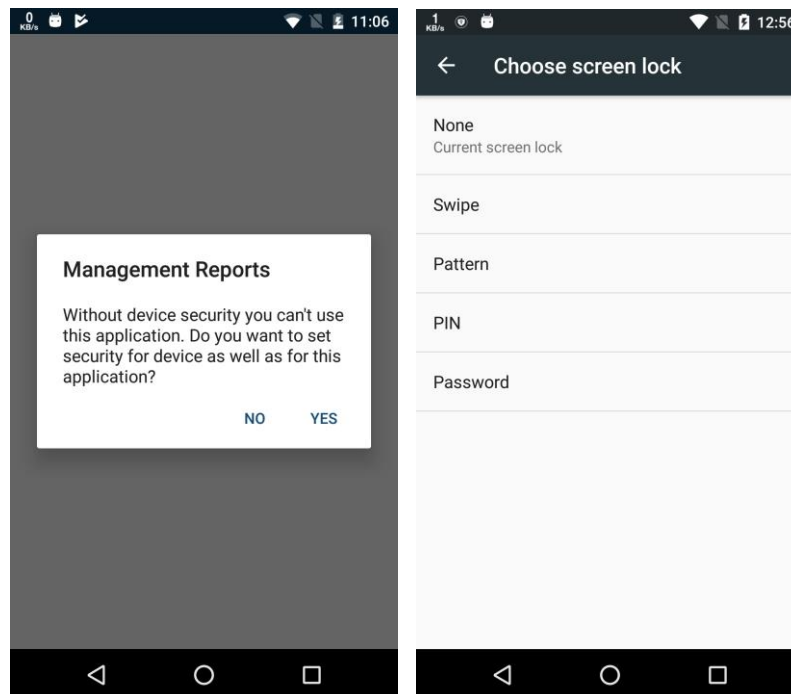 0
KB/s
11:06
Management Reports
Without device security you can't use
this application. Do you want to set
security for device as well as for this
application?
NO YES
1
KB/s
12:56
Choose screen lock
None
Current screen lock
Swipe
Pattern
PIN
Password